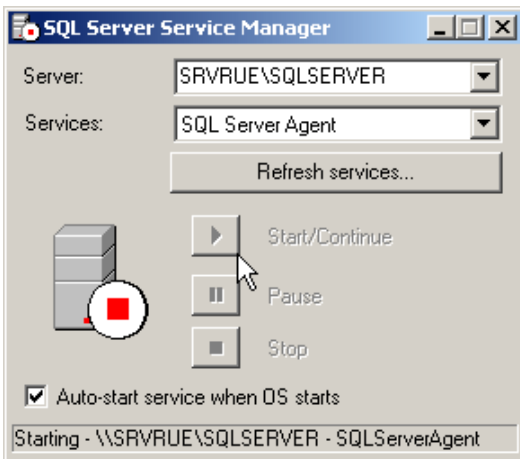 SQL Server Service Manager
Server: SRVRUE\SQLSERVER
Services: SQL Server Agent
Refresh services...
Start/Continue
Pause
Stop
Auto-start service when OS starts
Starting - \\SRVRUE\SQLSERVER - SQLServerAgent